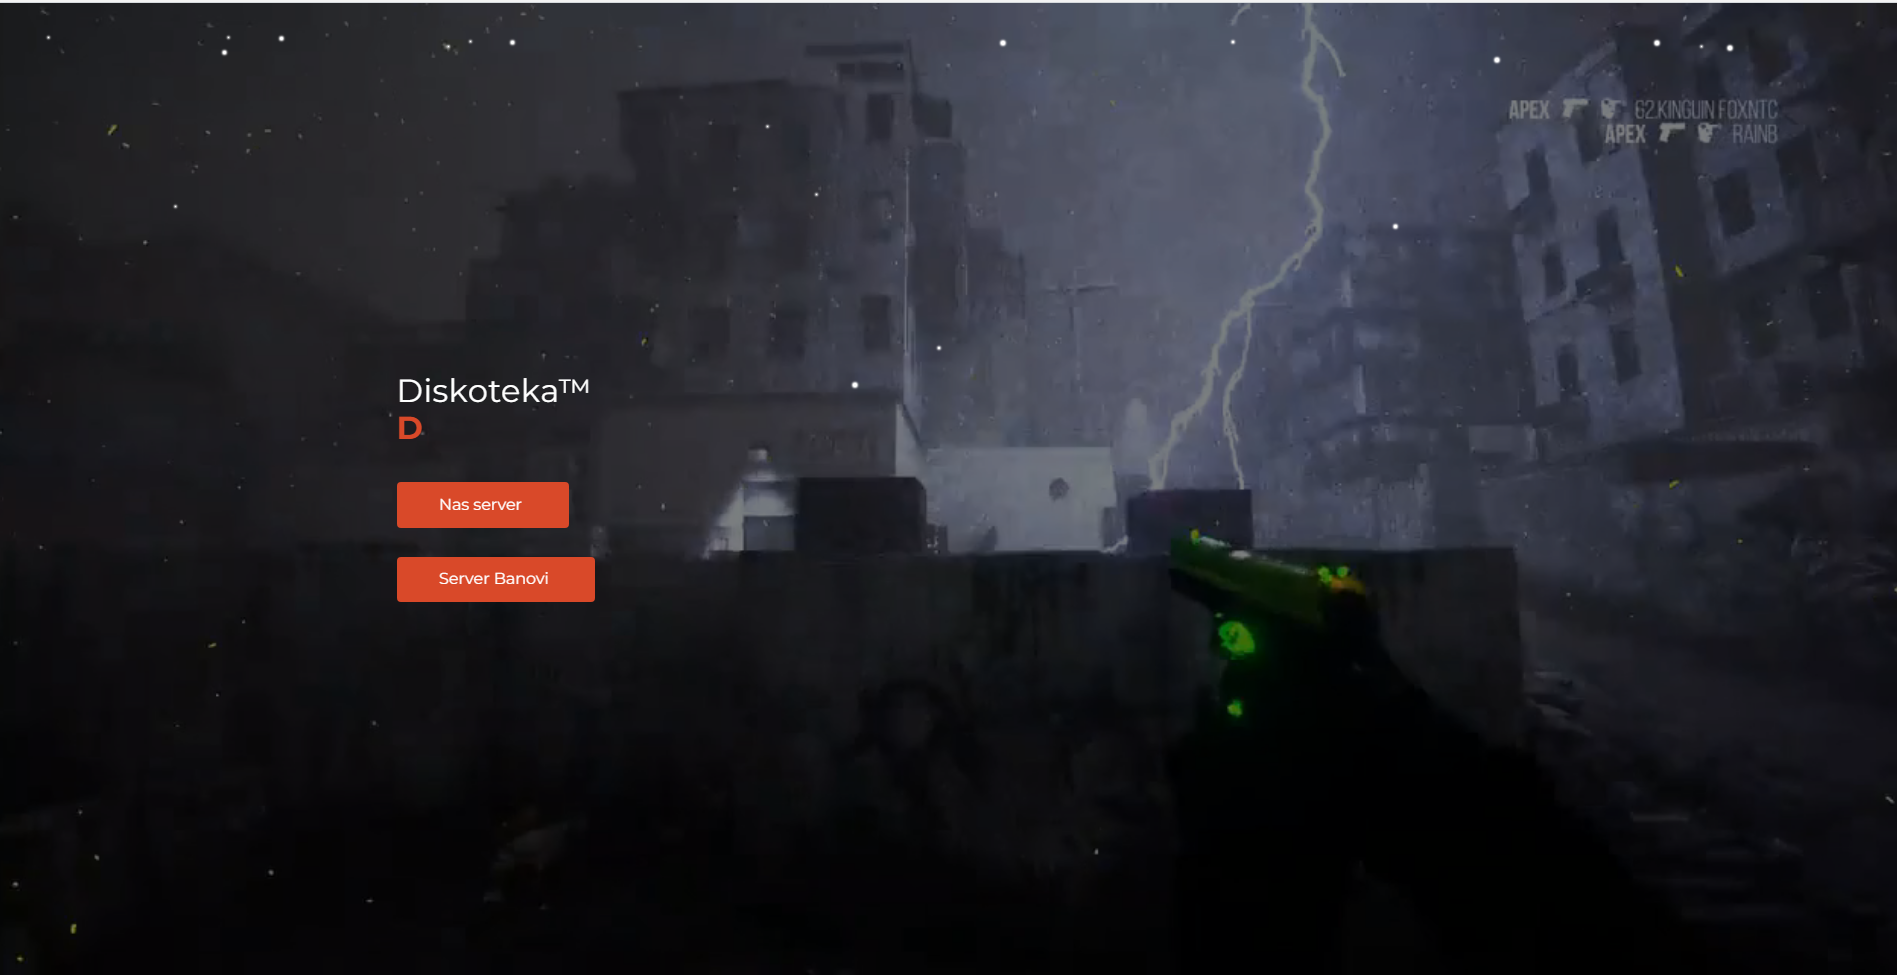 APEX 62.KINGUIN FOXNTC
APEX RAINB
Diskoteka™
D
Nas server
Server Banovi